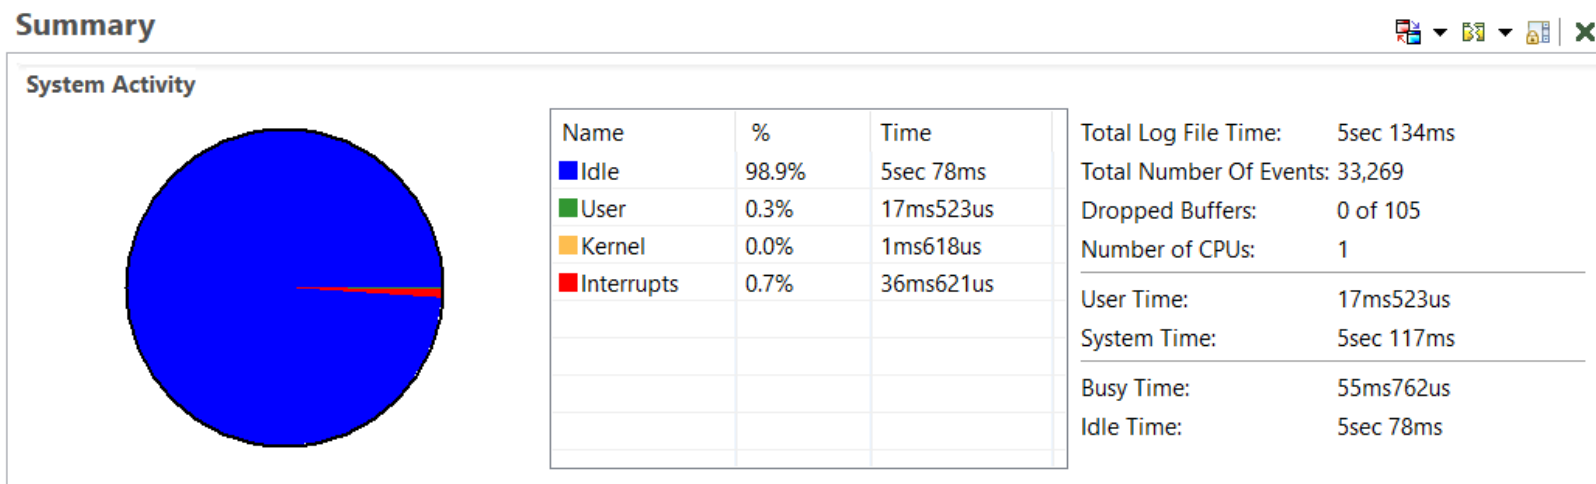 Summary
System Activity
Name % Time
Idle 98.9% 5sec 78ms
User 0.3% 17ms523us
Kernel 0.0% 1ms618us
Interrupts 0.7% 36ms621us
Total Log File Time: 5sec 134ms
Total Number Of Events: 33,269
Dropped Buffers: 0 of 105
Number of CPUs: 1
User Time: 17ms523us
System Time: 5sec 117ms
Busy Time: 55ms762us
Idle Time: 5sec 78ms